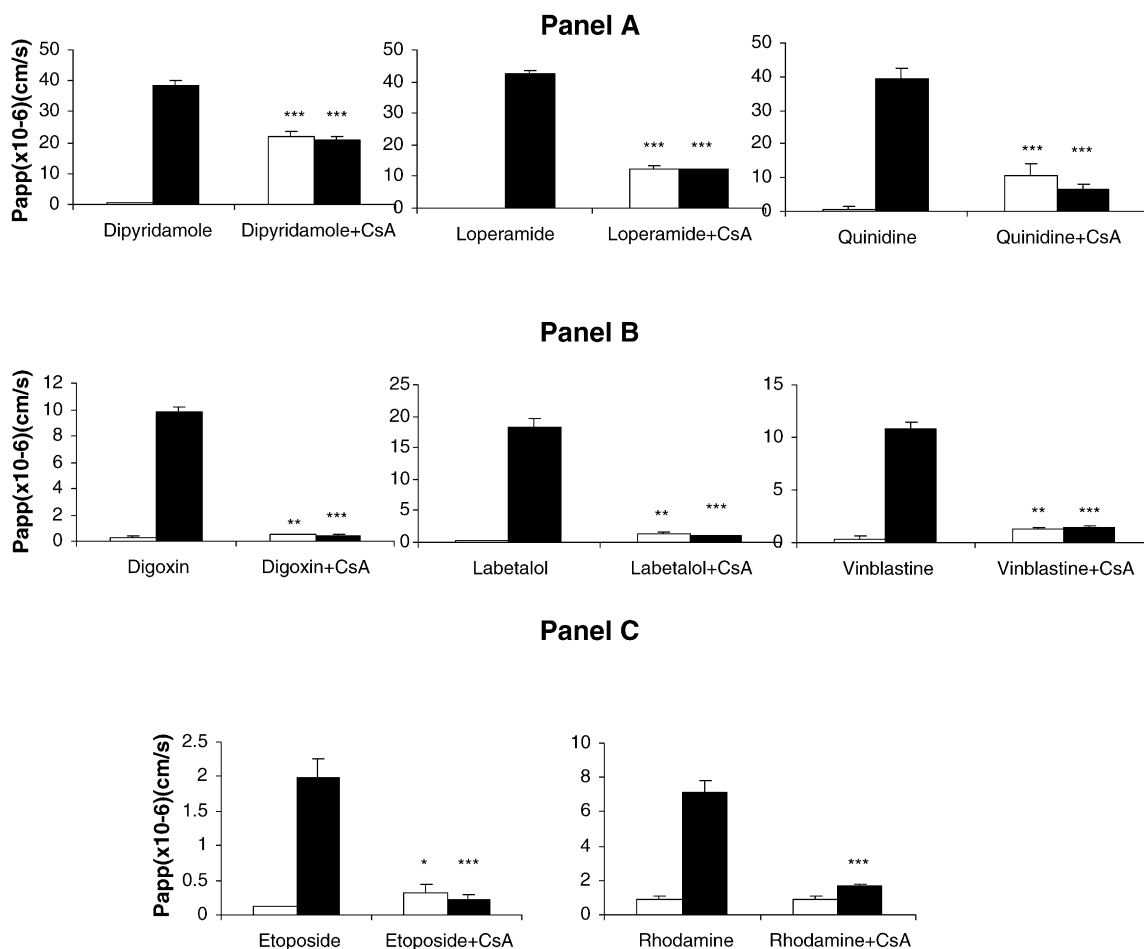 Panel A
Papp(x10-6)(cm/s)
50 50 50
40 40 40
30 30 30
20 20 20
10 10 10
0 0 0
*** *** *** *** *** ***
Dipyridamole Dipyridamole+CsA Loperamide Loperamide+CsA Quinidine Quinidine+CsA
Panel B
Papp(x10-6)(cm/s)
12 25 15
10 20 10
8 15 5
6 10 0
4 5
2 0
0
** *** ** *** ** ***
Digoxin Digoxin+CsA Labetalol Labetalol+CsA Vinblastine Vinblastine+CsA
Panel C
Papp(x10-6)(cm/s)
2.5 10
2 8
1.5 6
1 4
0.5 2
0 0
* *** ***
Etoposide Etoposide+CsA Rhodamine Rhodamine+CsA